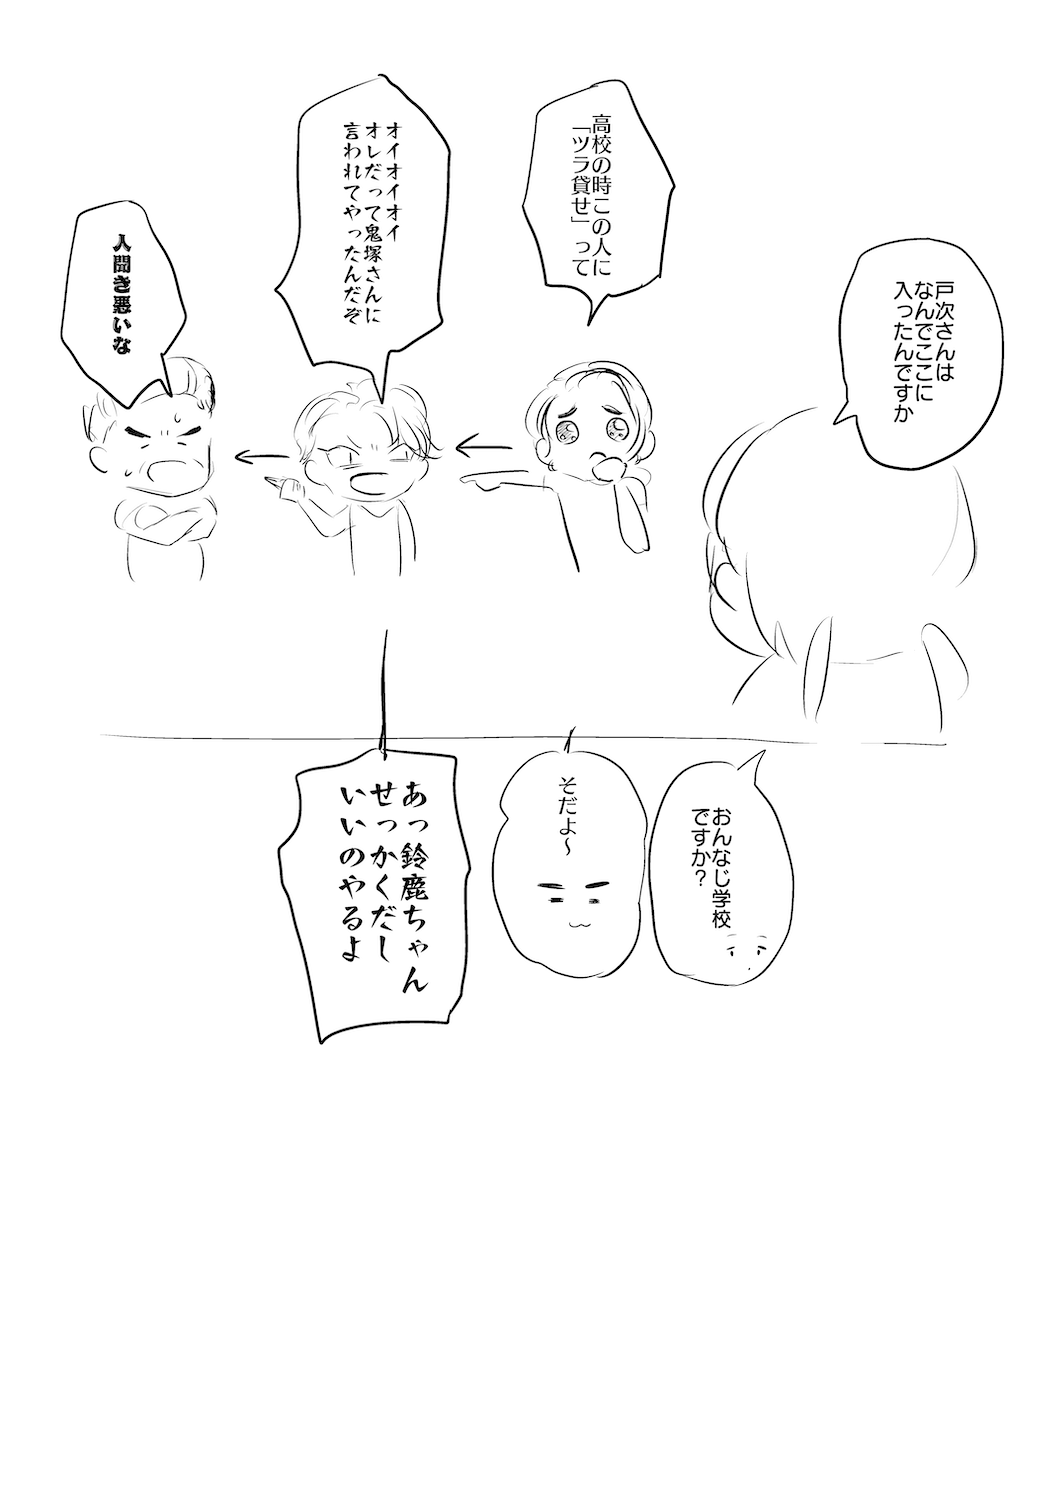 戸次さんは
なんでここに
入ったんですか
高校の時この人に
「ツラ貸せ」って
オイオイオイ
オレだって鬼塚さんに
言われてやったんだぞ
人聞き悪いな
おんなじ学校
ですか？
そだよ〜
あっ鈴鹿ちゃん
せっかくだし
いいのやるよ